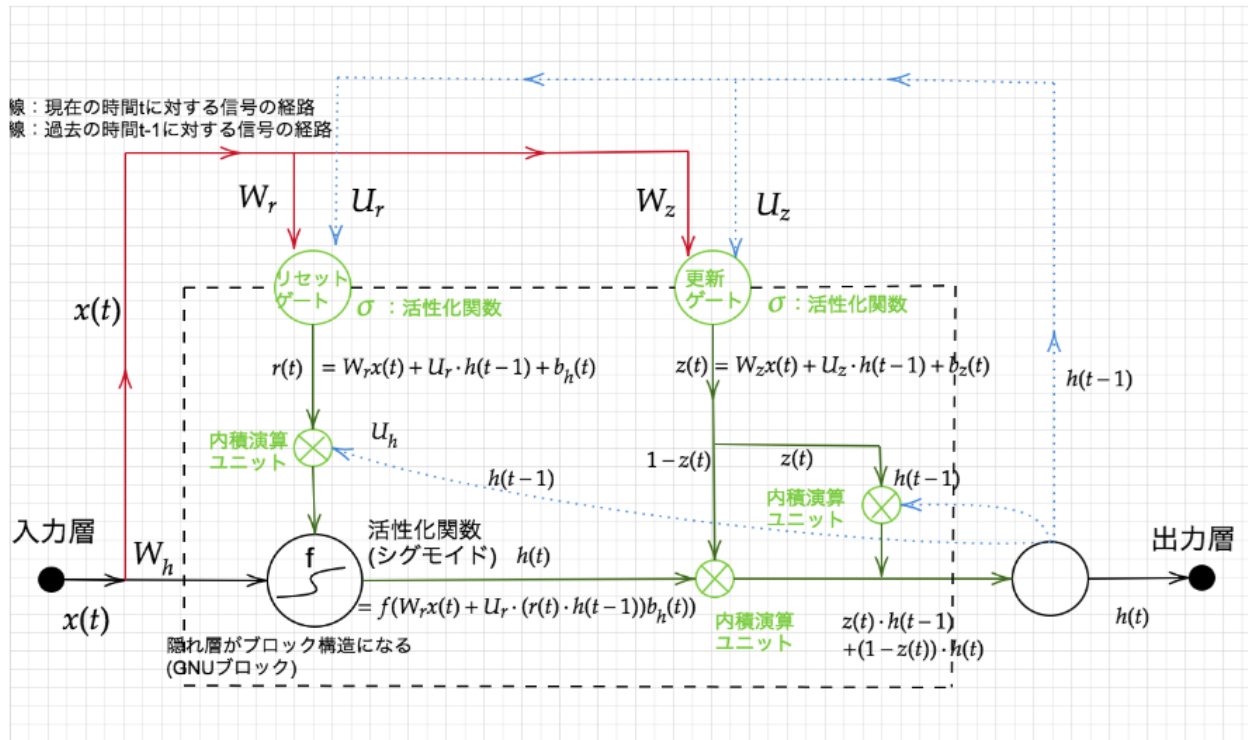 線：現在の時間tに対する信号の経路
線：過去の時間t-1に対する信号の経路
W_r
U_r
W_z
U_z
x(t)
リセット
ゲート
σ ：活性化関数
更新
ゲート
σ ：活性化関数
r(t) = W_r x(t) + U_r · h(t−1) + b_h(t)
z(t) = W_z x(t) + U_z · h(t−1) + b_z(t)
h(t−1)
内積演算
ユニット
U_h
h(t−1)
1−z(t)
z(t)
h(t−1)
内積演算
ユニット
入力層
W_h
x(t)
f
活性化関数
(シグモイド) h(t)
= f(W_r x(t) + U_r · (r(t) · h(t−1))b_h(t))
内積演算
ユニット
z(t) · h(t−1)
+(1−z(t)) · h(t)
出力層
h(t)
隠れ層がブロック構造になる
(GNUブロック)